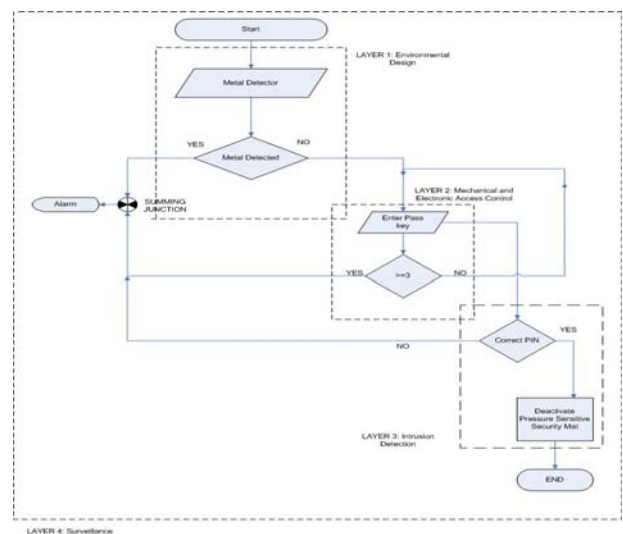 Start
LAYER 1: Environmental
Design
Metal Detector
YES
NO
Metal Detected
LAYER 2: Mechanical and
Electronic Access Control
Alarm
SUMMING
JUNCTION
Enter Pass
key
YES
>=3
NO
YES
Correct PIN
NO
Deactivate
Pressure Sensitive
Security Mat
LAYER 3: Intrusion
Detection
END
LAYER 4: Surveillance